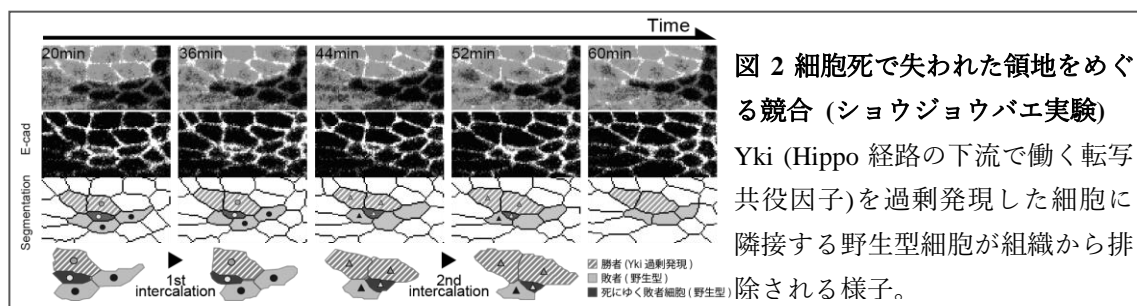 Time
20min
36min
44min
52min
60min
E-cad
Segmentation
1st
intercalation
2nd
intercalation
勝者(Yki 過剰発現)
敗者(野生型)
死にゆく敗者細胞(野生型)
図 2 細胞死で失われた領地をめぐ
る競合 (ショウジョウバエ実験)
Yki (Hippo 経路の下流で働く転写
共役因子)を過剰発現した細胞に
隣接する野生型細胞が組織から排
除される様子。